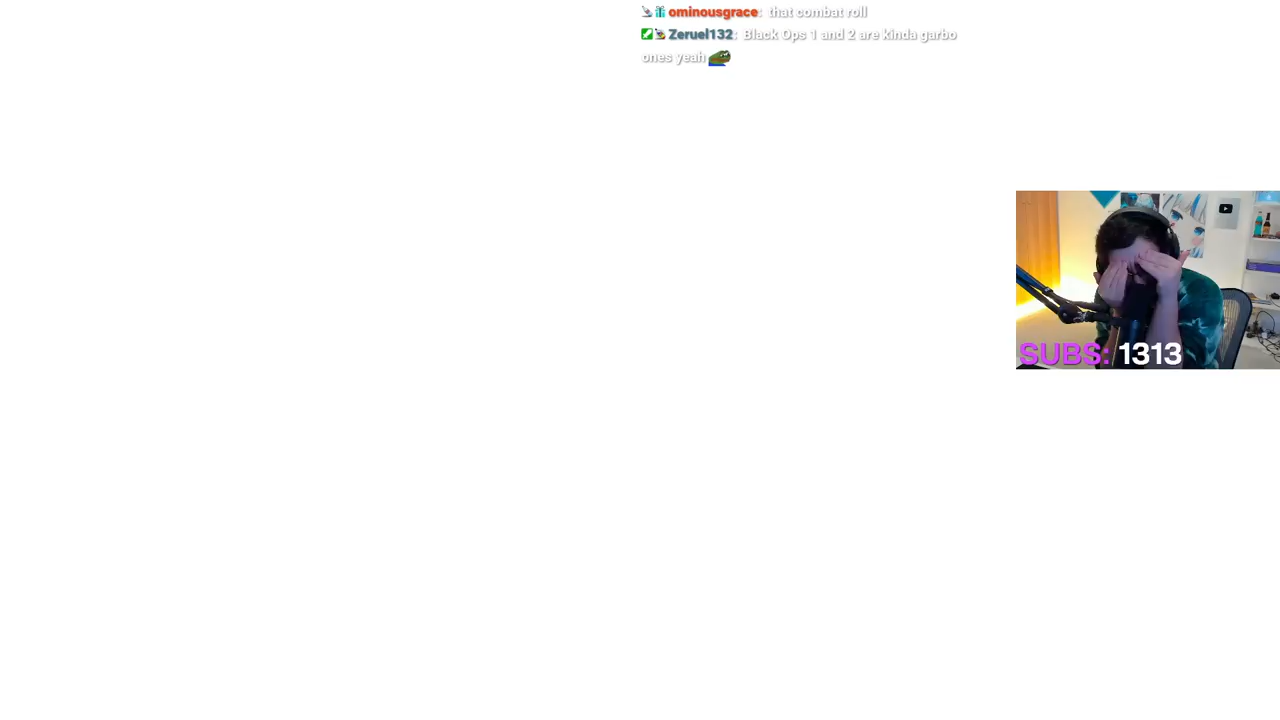 ominousgrace: that combat roll
Zeruel132: Black Ops 1 and 2 are kinda garbo
ones yeah
SUBS: 1313